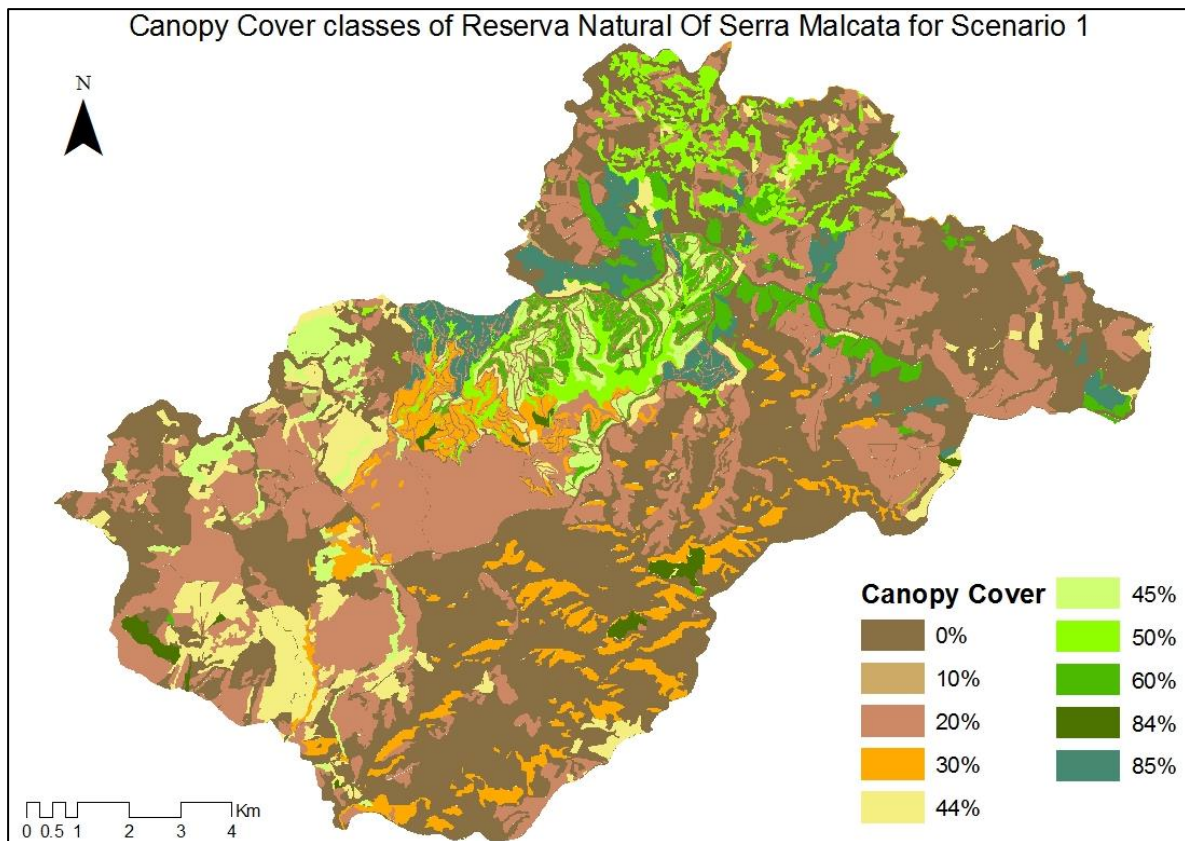 Canopy Cover classes of Reserva Natural Of Serra Malcata for Scenario 1
N
Canopy Cover
0%
10%
20%
30%
44%
45%
50%
60%
84%
85%
Km
0 0.5 1 2 3 4